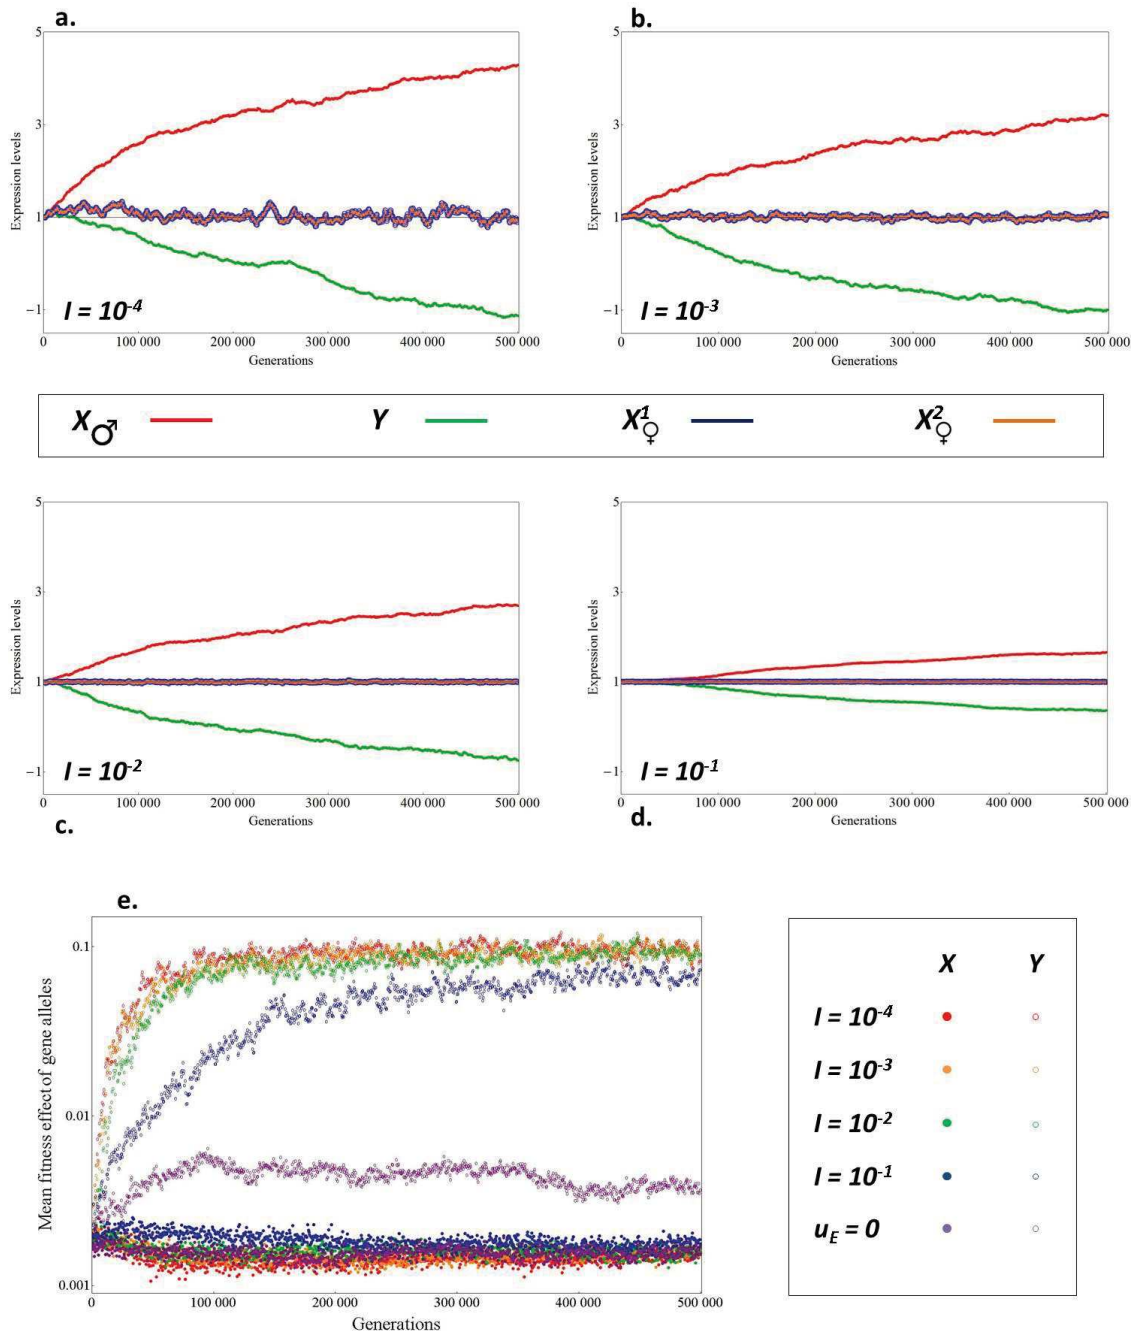 a.
b.
5
3
1
−1
Expression levels
I = 10-4
0 100 000 200 000 300 000 400 000 500 000
Generations
5
3
1
−1
Expression levels
I = 10-3
0 100 000 200 000 300 000 400 000 500 000
Generations
X♂ Y X1♀ X2♀
5
3
1
−1
Expression levels
I = 10-2
0 100 000 200 000 300 000 400 000 500 000
Generations
c.
5
3
1
−1
Expression levels
I = 10-1
0 100 000 200 000 300 000 400 000 500 000
Generations
d.
e.
0.1
0.01
0.001
Mean fitness effect of gene alleles
0 100 000 200 000 300 000 400 000 500 000
Generations
X Y
I = 10-4
I = 10-3
I = 10-2
I = 10-1
uE = 0